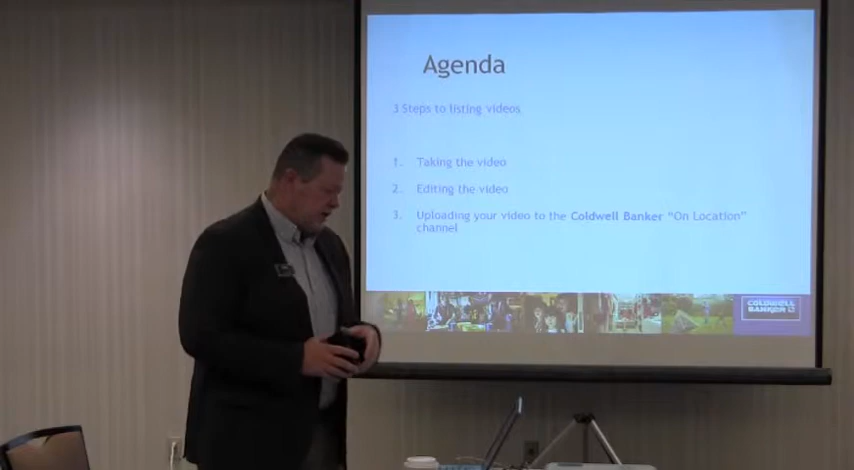 Agenda
3 Steps to listing videos
1. Taking the video
2. Editing the video
3. Uploading your video to the Coldwell Banker “On Location”
channel
COLDWELL
BANKER